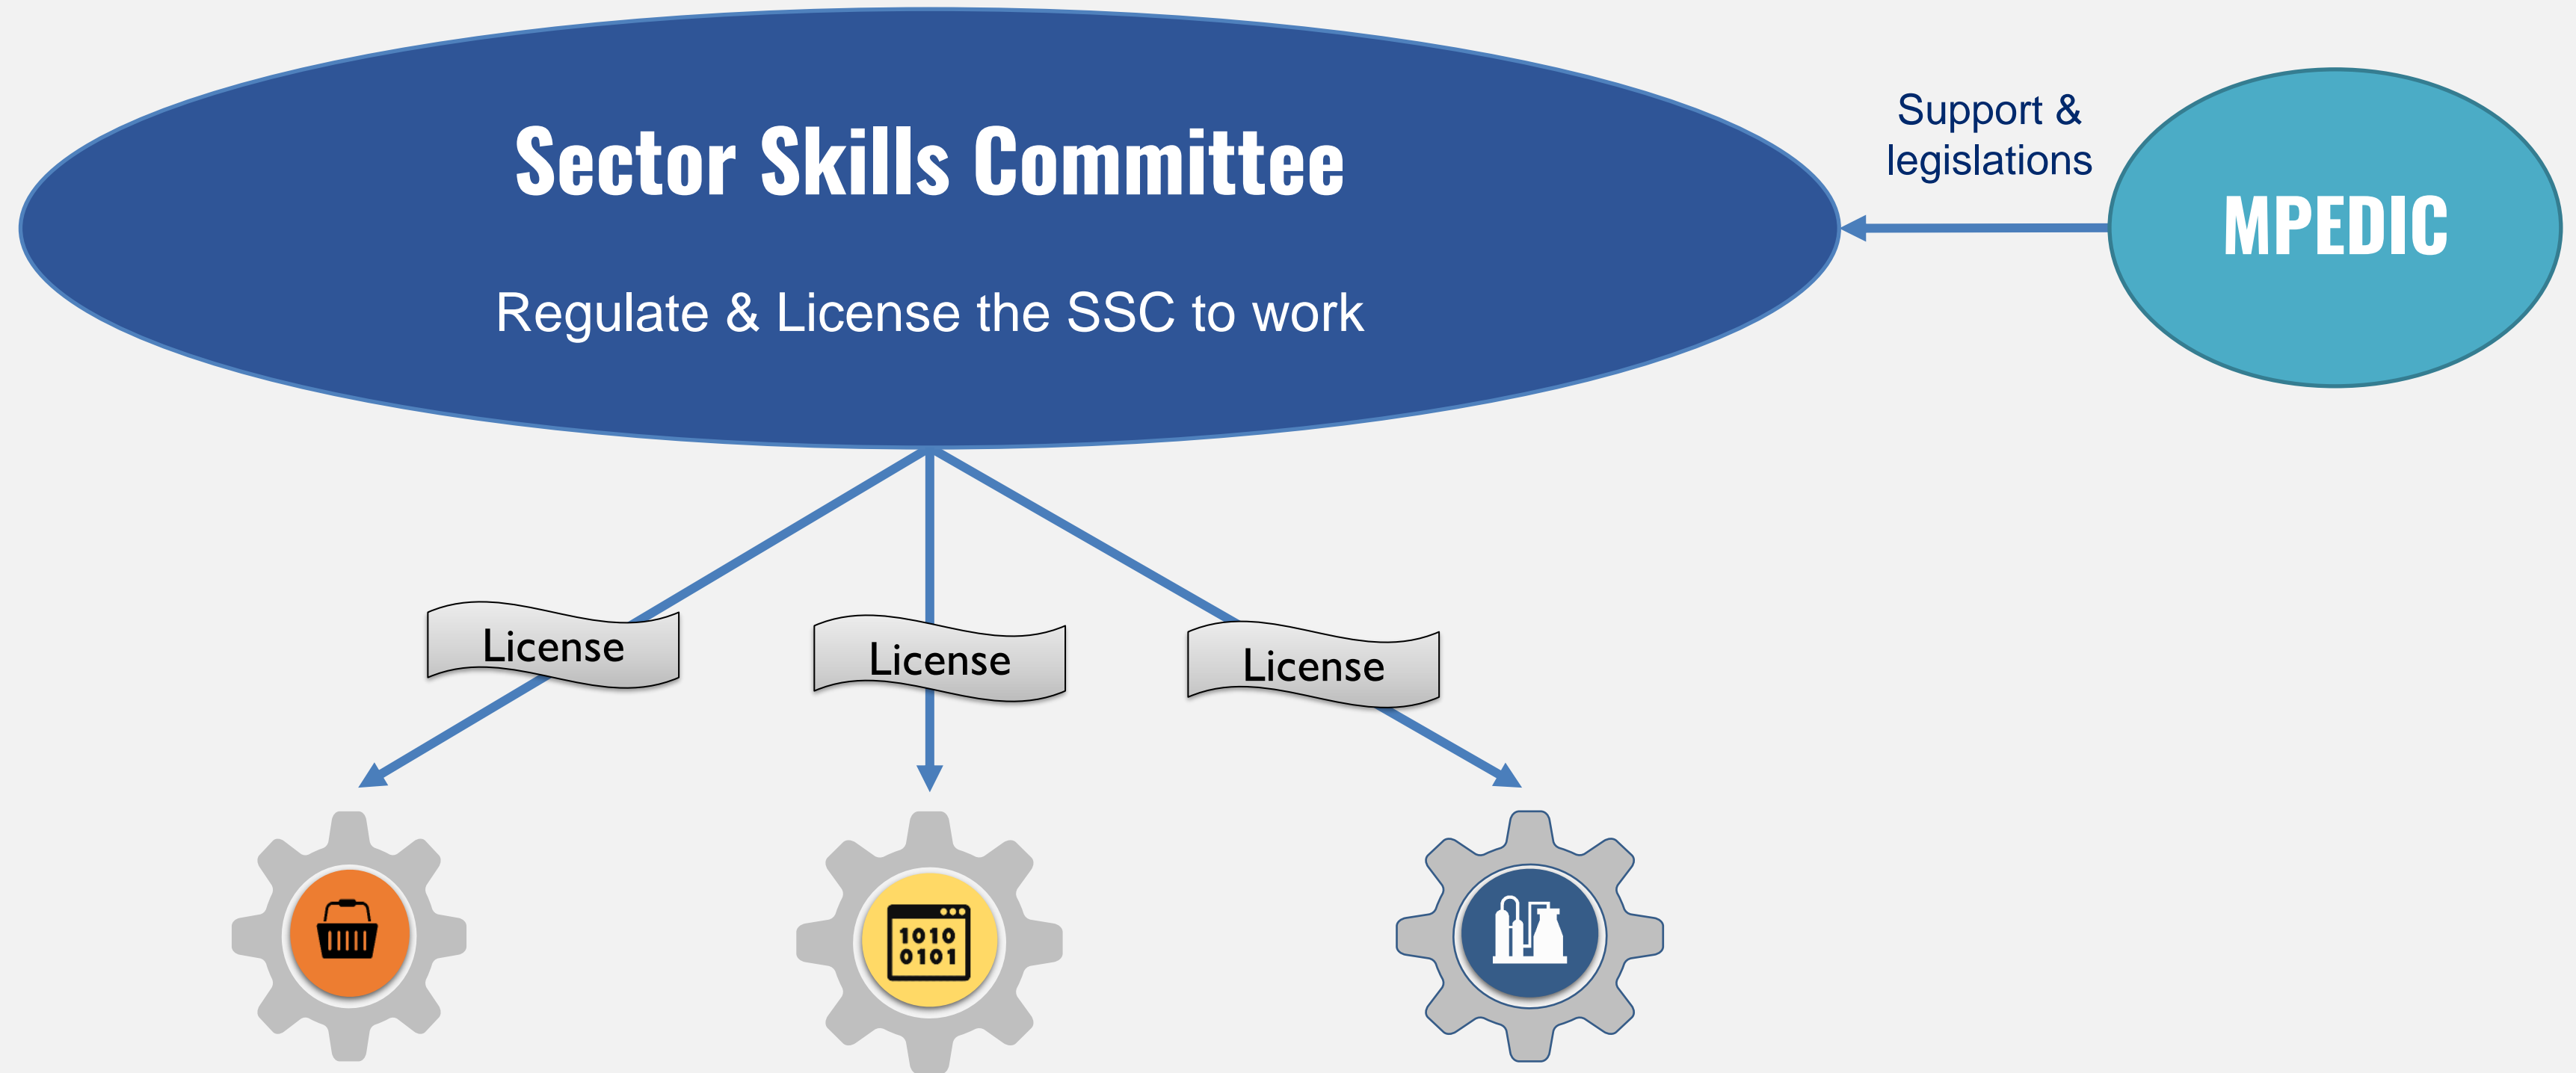 Sector Skills Committee
Regulate & License the SSC to work
Support &
legislations
MPEDIC
License
License
License
1010
0101